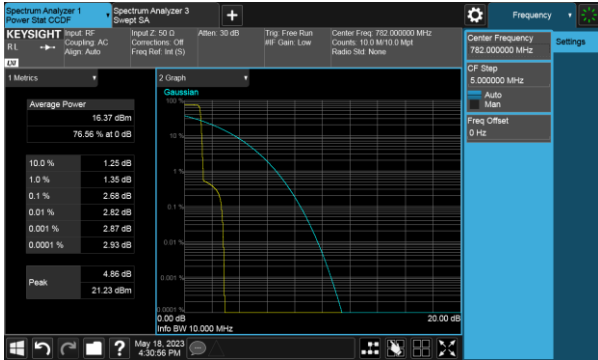 Spectrum Analyzer 1
Power Stat CCDF
Spectrum Analyzer 3
Swept SA
Frequency
KEYSIGHT
RL
LXI
Input: RF
Coupling: AC
Align: Auto
Input Z: 50 Ω
Corrections: Off
Freq Ref: Int (S)
Atten: 30 dB
Trig: Free Run
#IF Gain: Low
Center Freq: 782.000000 MHz
Counts: 10.0 M/10.0 Mpt
Radio Std: None
1 Metrics
Average Power
16.37 dBm
76.56 % at 0 dB
10.0 % 1.25 dB
1.0 % 1.35 dB
0.1 % 2.68 dB
0.01 % 2.82 dB
0.001 % 2.87 dB
0.0001 % 2.93 dB
Peak
4.86 dB
21.23 dBm
2 Graph
Gaussian
100 %
10 %
1 %
0.1 %
0.01 %
0.001 %
0.0001 %
0.00 dB
20.00 dB
Info BW 10.000 MHz
Center Frequency
782.000000 MHz
Settings
CF Step
5.000000 MHz
Auto
Man
Freq Offset
0 Hz
May 18, 2023
4:30:56 PM